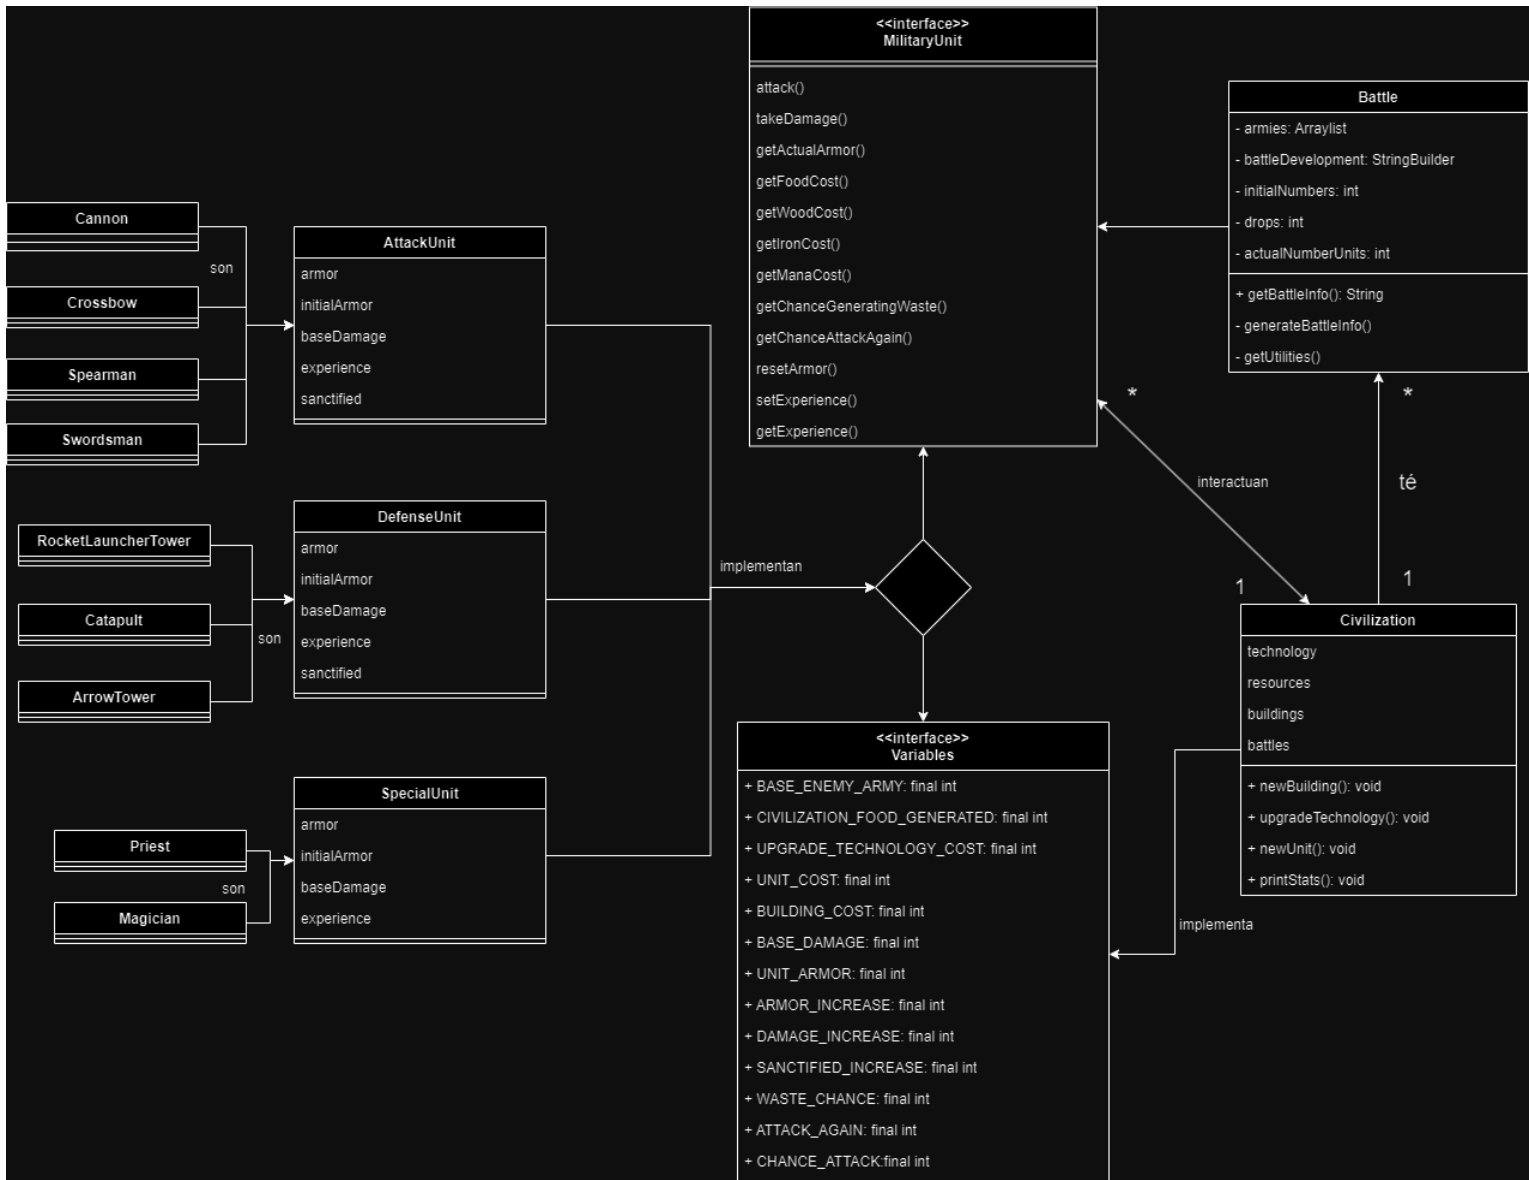 <<interface>>
MilitaryUnit
attack()
takeDamage()
getActualArmor()
getFoodCost()
getWoodCost()
getIronCost()
getManaCost()
getChanceGeneratingWaste()
getChanceAttackAgain()
resetArmor()
setExperience()
getExperience()
Battle
- armies: Arraylist
- battleDevelopment: StringBuilder
- initialNumbers: int
- drops: int
- actualNumberUnits: int
+ getBattleInfo(): String
- generateBattleInfo()
- getUtilities()
Cannon
son
Crossbow
Spearman
Swordsman
AttackUnit
armor
initialArmor
baseDamage
experience
sanctified
RocketLauncherTower
Catapult
son
ArrowTower
DefenseUnit
armor
initialArmor
baseDamage
experience
sanctified
implementan
Priest
son
Magician
SpecialUnit
armor
initialArmor
baseDamage
experience
*
interactuan
1
*
té
1
Civilization
technology
resources
buildings
battles
+ newBuilding(): void
+ upgradeTechnology(): void
+ newUnit(): void
+ printStats(): void
implementa
<<interface>>
Variables
+ BASE_ENEMY_ARMY: final int
+ CIVILIZATION_FOOD_GENERATED: final int
+ UPGRADE_TECHNOLOGY_COST: final int
+ UNIT_COST: final int
+ BUILDING_COST: final int
+ BASE_DAMAGE: final int
+ UNIT_ARMOR: final int
+ ARMOR_INCREASE: final int
+ DAMAGE_INCREASE: final int
+ SANCTIFIED_INCREASE: final int
+ WASTE_CHANCE: final int
+ ATTACK_AGAIN: final int
+ CHANCE_ATTACK:final int